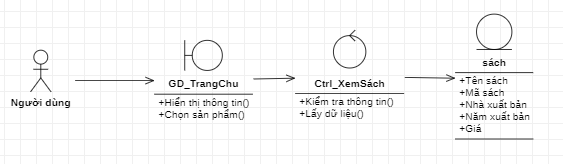 Người dùng
GD_TrangChu
+Hiển thị thông tin()
+Chọn sản phẩm()
Ctrl_XemSách
+Kiểm tra thông tin()
+Lấy dữ liệu()
sách
+Tên sách
+Mã sách
+Nhà xuất bản
+Năm xuất bản
+Giá